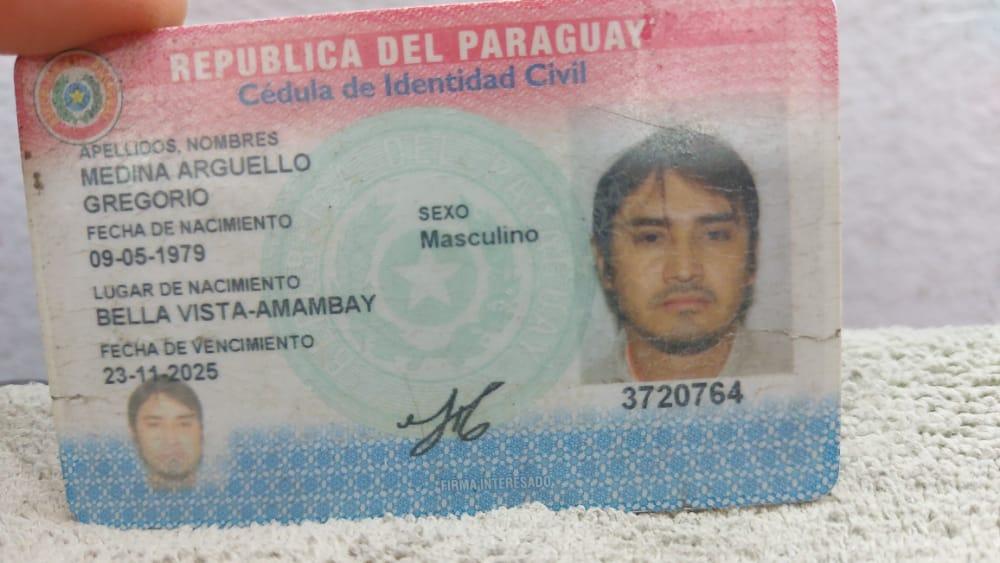 REPUBLICA DEL PARAGUAY
Cédula de Identidad Civil
APELLIDOS, NOMBRES
MEDINA ARGUELLO
GREGORIO
FECHA DE NACIMIENTO
09-05-1979
SEXO
Masculino
LUGAR DE NACIMIENTO
BELLA VISTA-AMAMBAY
FECHA DE VENCIMIENTO
23-11-2025
3720764
FIRMA INTERESADO